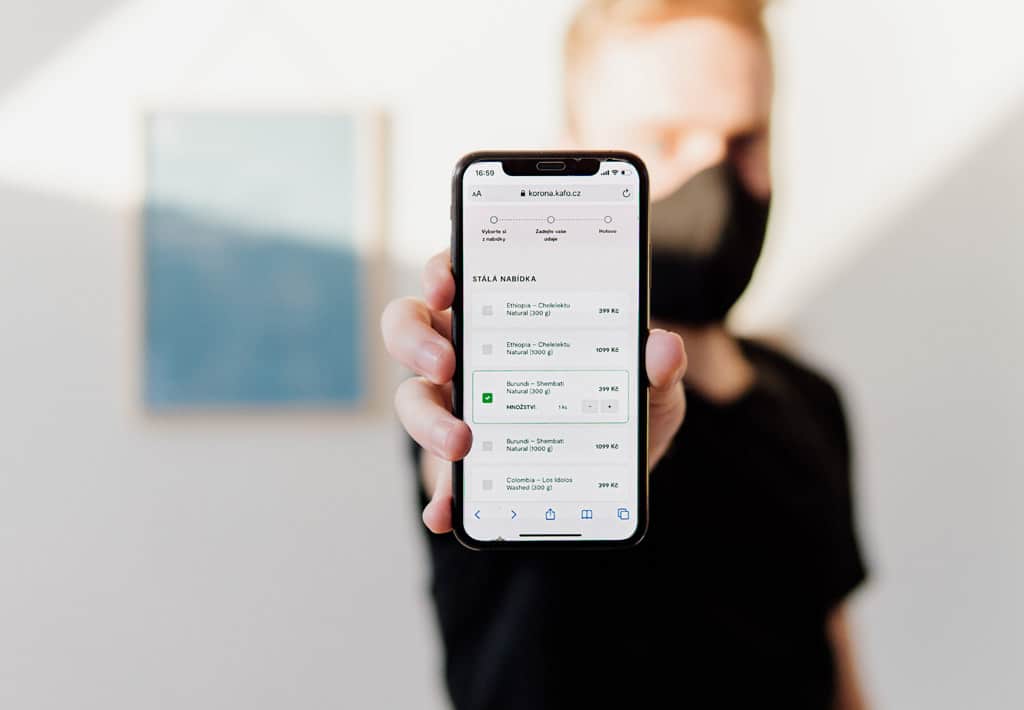 16:59
AA korona.kafo.cz
Vyberte si
z nabídky
Zadejte vaše
údaje
Hotovo
STÁLÁ NABÍDKA
Ethiopia – Chelelektu
Natural (300 g)
399 Kč
Ethiopia – Chelelektu
Natural (1000 g)
1099 Kč
Burundi – Shembati
Natural (300 g)
399 Kč
MNOŽSTVÍ: 1 ks - +
Burundi – Shembati
Natural (1000 g)
1099 Kč
Colombia – Los Idolos
Washed (300 g)
399 Kč